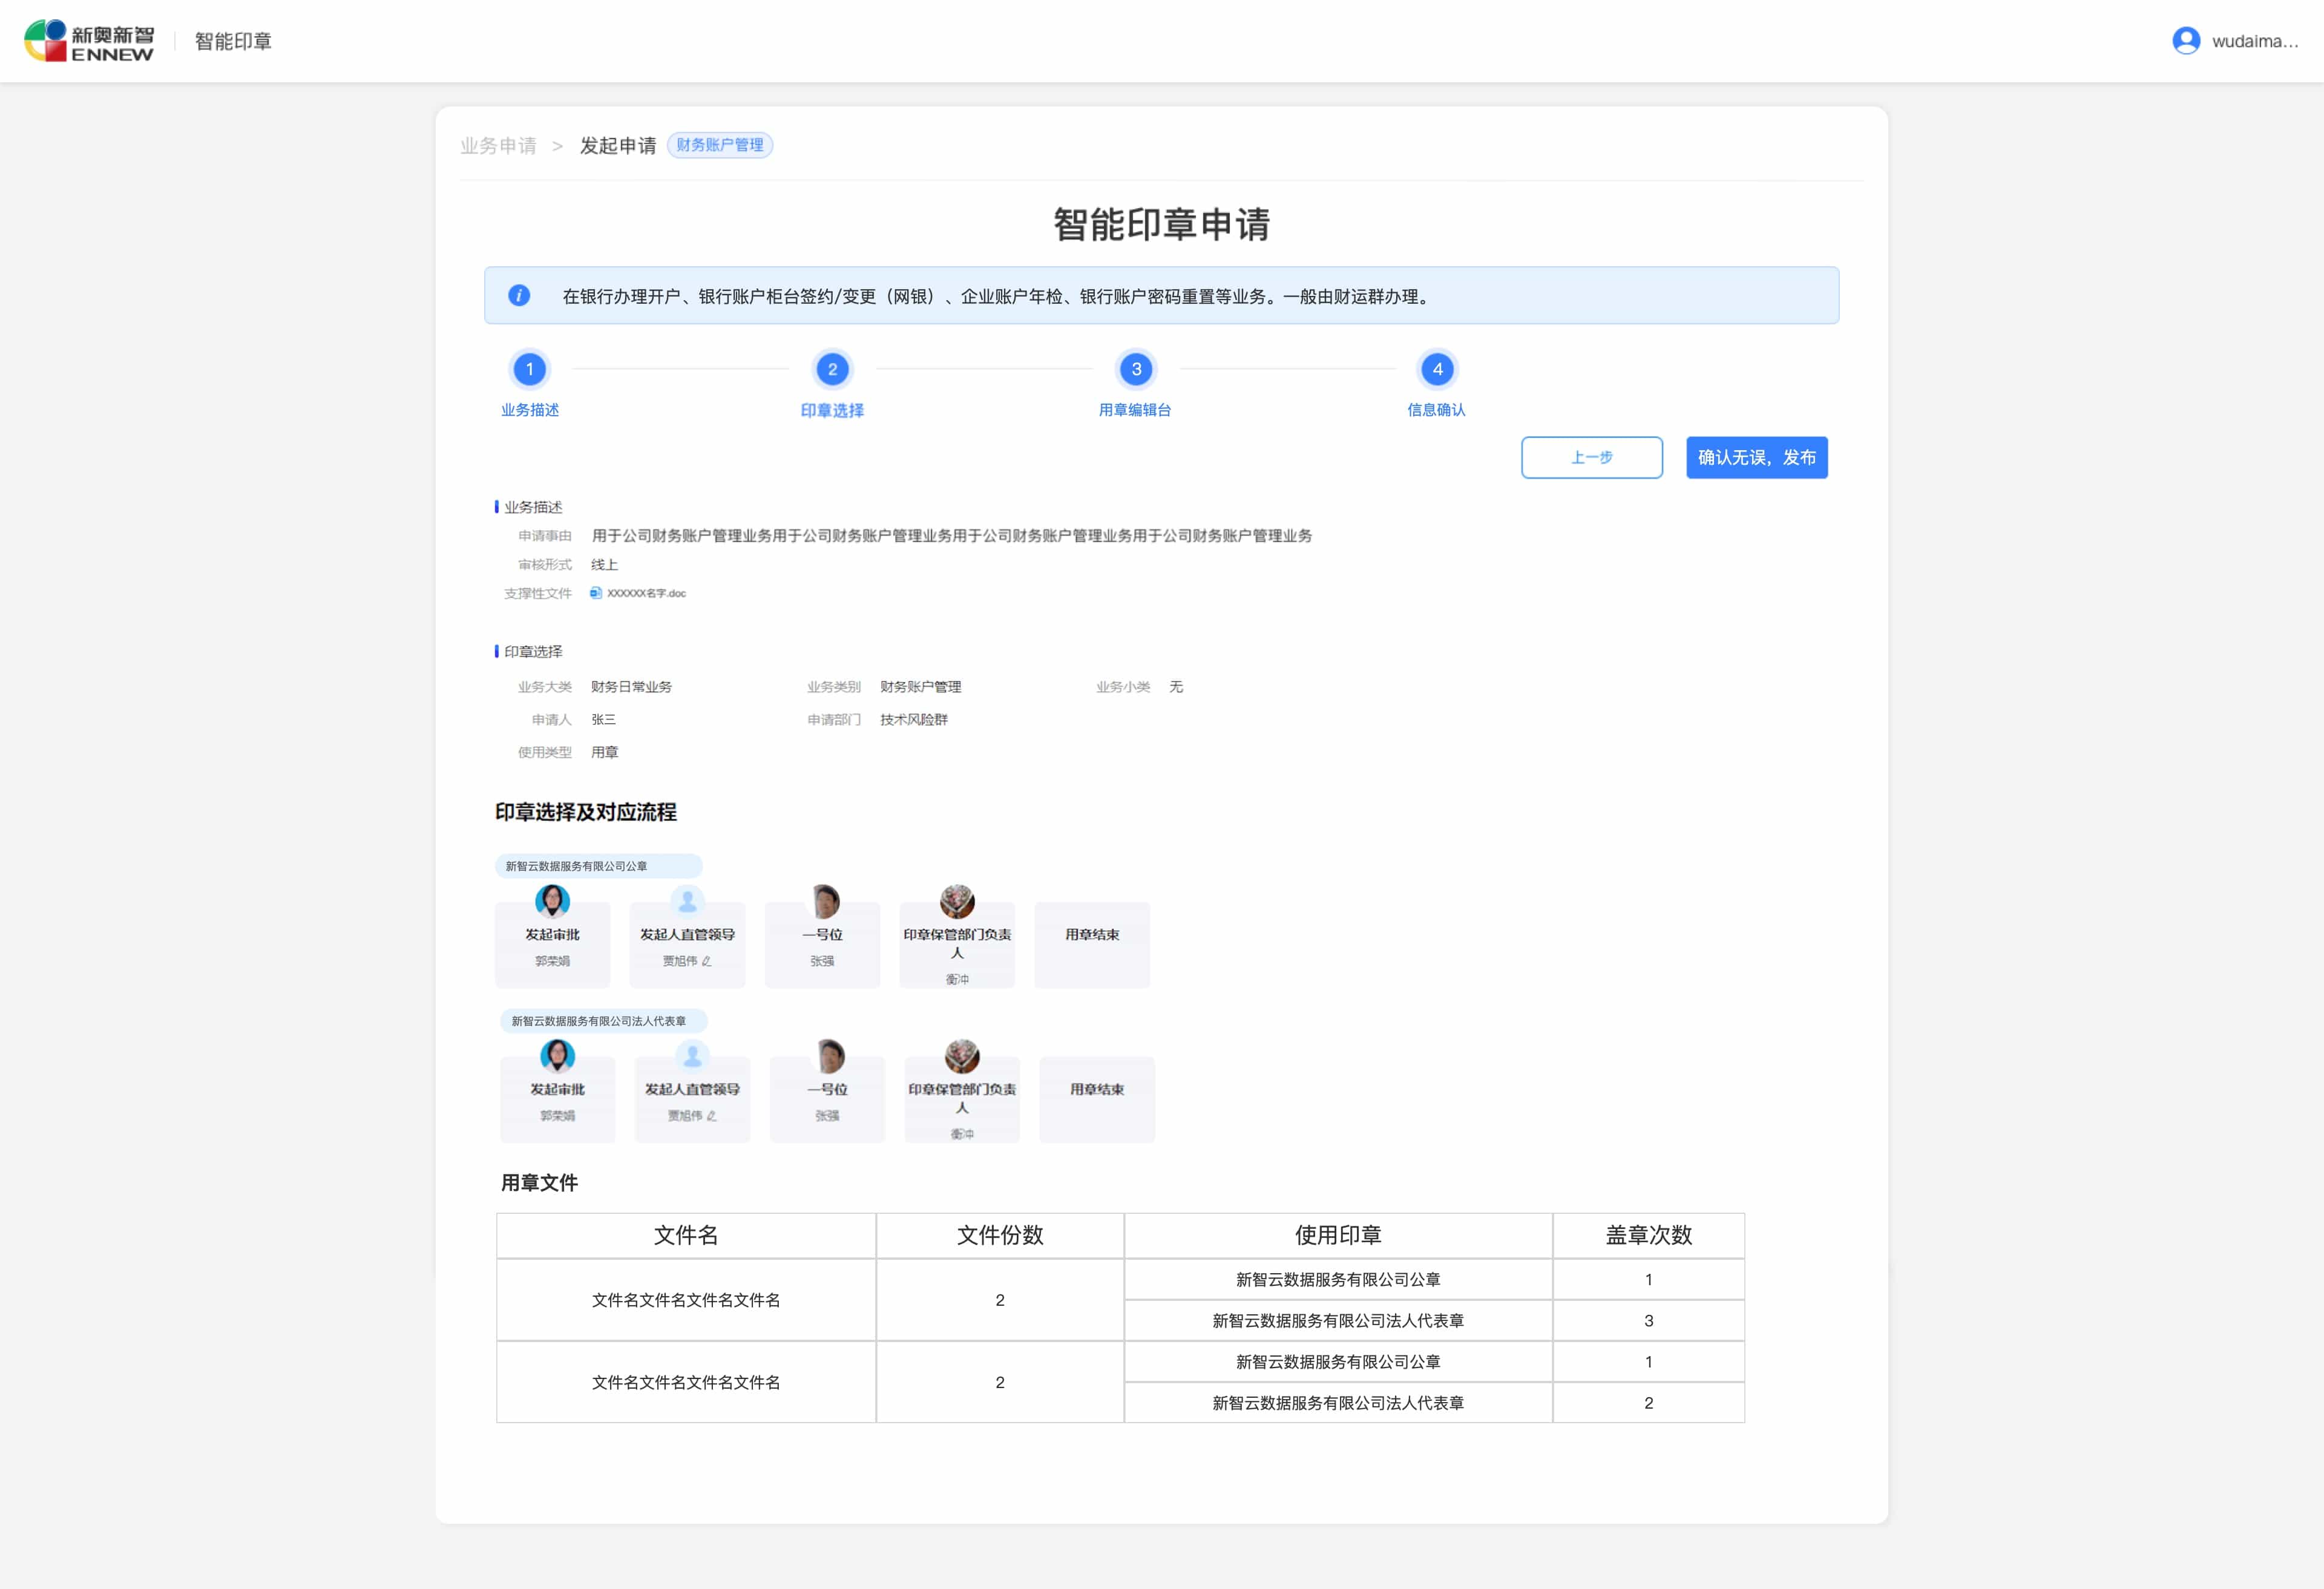 新奥新智
ENNEW
智能印章
wudaima...
业务申请 > 发起申请 财务账户管理
智能印章申请
i 在银行办理开户、银行账户柜台签约/变更（网银）、企业账户年检、银行账户密码重置等业务。一般由财运群办理。
1 2 3 4
业务描述 印章选择 用章编辑台 信息确认
上一步 确认无误，发布
业务描述
申请事由 用于公司财务账户管理业务用于公司财务账户管理业务用于公司财务账户管理业务用于公司财务账户管理业务
审核形式 线上
支撑性文件 XXXXXX名字.doc
印章选择
业务大类 财务日常业务 业务类别 财务账户管理 业务小类 无
申请人 张三 申请部门 技术风险群
使用类型 用章
印章选择及对应流程
新智云数据服务有限公司公章
发起审批 发起人直管领导 一号位 印章保管部门负责人 用章结束
郭荣娟 贾旭伟 张强 衡冲
新智云数据服务有限公司法人代表章
发起审批 发起人直管领导 一号位 印章保管部门负责人 用章结束
郭荣娟 贾旭伟 张强 衡冲
用章文件
文件名 文件份数 使用印章 盖章次数
文件名文件名文件名文件名 2 新智云数据服务有限公司公章 1
新智云数据服务有限公司法人代表章 3
文件名文件名文件名文件名 2 新智云数据服务有限公司公章 1
新智云数据服务有限公司法人代表章 2